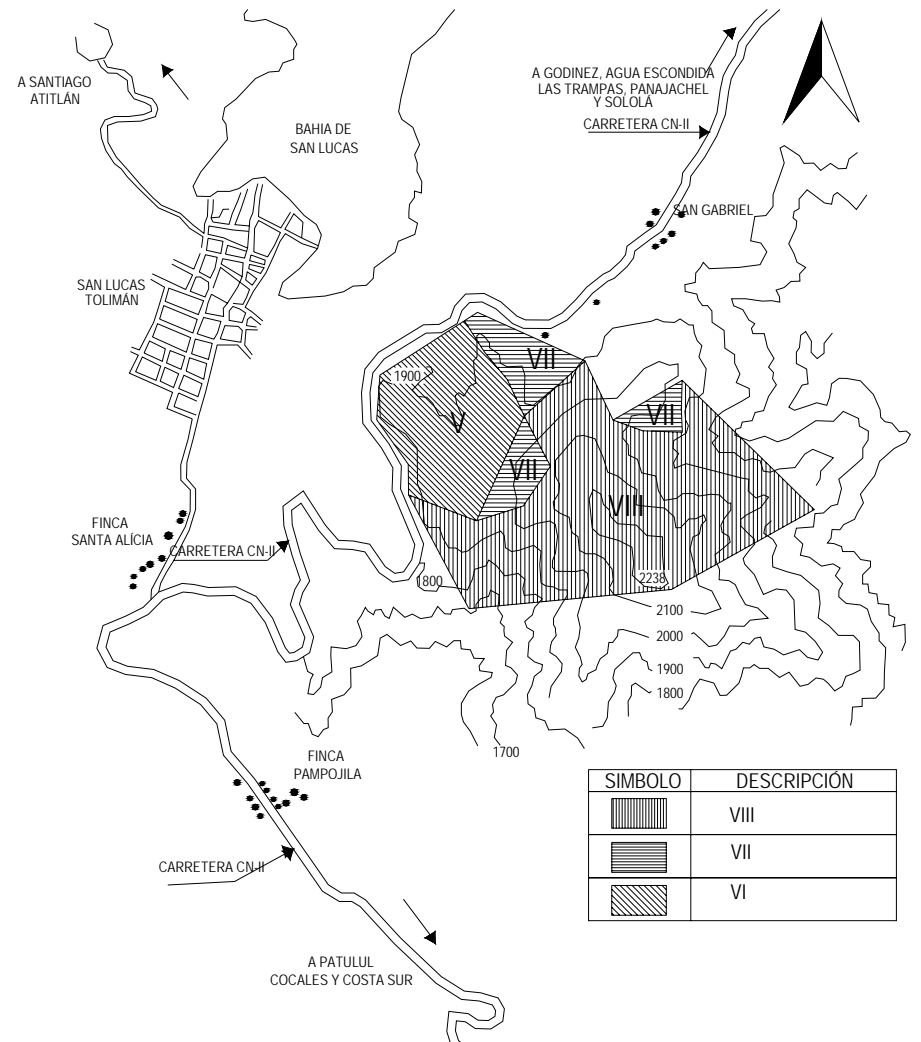 A SANTIAGO
ATITLÁN
BAHIA DE
SAN LUCAS
A GODINEZ, AGUA ESCONDIDA
LAS TRAMPAS, PANAJACHEL
Y SOLOLÁ
CARRETERA CN-II
SAN GABRIEL
SAN LUCAS
TOLIMÁN
1900
VII
VII
V
VII
VIII
FINCA
SANTA ALÍCIA
CARRETERA CN-II
1800
2238
2100
2000
1900
1800
1700
FINCA
PAMPOJILA
CARRETERA CN-II
A PATULUL
COCALES Y COSTA SUR
SIMBOLO DESCRIPCIÓN
VIII
VII
VI